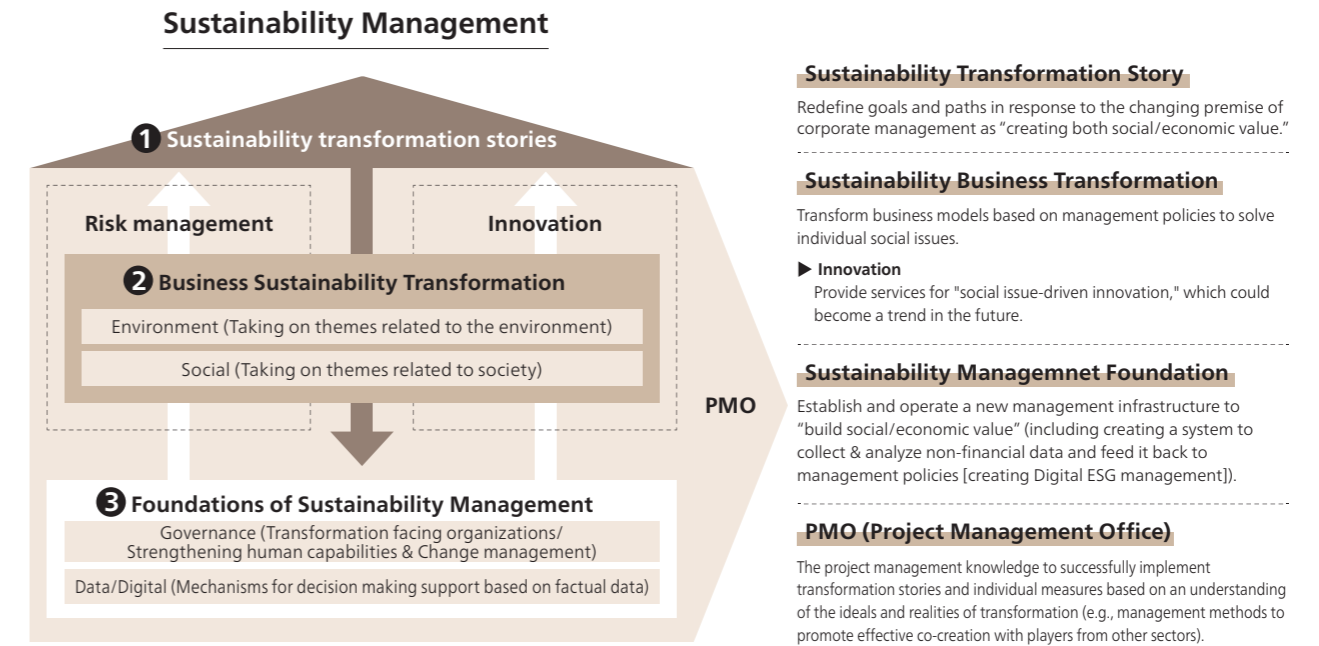 Sustainability Management
❶ Sustainability transformation stories
Risk management
Innovation
❷ Business Sustainability Transformation
Environment (Taking on themes related to the environment)
Social (Taking on themes related to society)
PMO
❸ Foundations of Sustainability Management
Governance (Transformation facing organizations/
Strengthening human capabilities & Change management)
Data/Digital (Mechanisms for decision making support based on factual data)
Sustainability Transformation Story
Redefine goals and paths in response to the changing premise of
corporate management as “creating both social/economic value.”
Sustainability Business Transformation
Transform business models based on management policies to solve
individual social issues.
▶ Innovation
Provide services for "social issue-driven innovation," which could
become a trend in the future.
Sustainability Managemnet Foundation
Establish and operate a new management infrastructure to
“build social/economic value” (including creating a system to
collect & analyze non-financial data and feed it back to
management policies [creating Digital ESG management]).
PMO (Project Management Office)
The project management knowledge to successfully implement
transformation stories and individual measures based on an understanding
of the ideals and realities of transformation (e.g., management methods to
promote effective co-creation with players from other sectors).